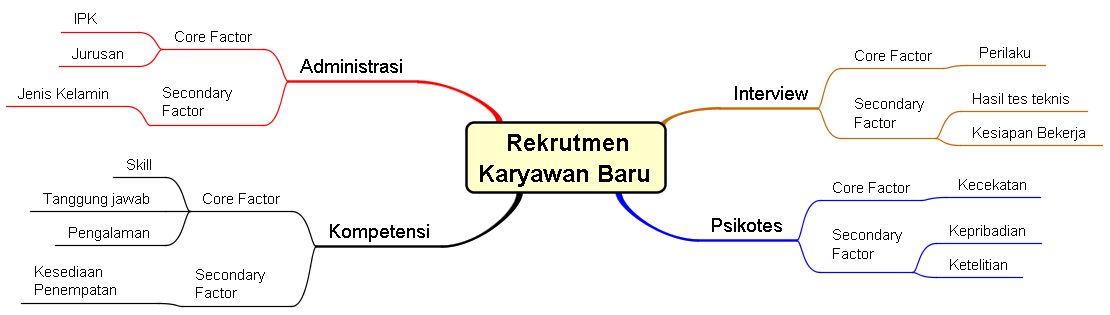 Rekrutmen
Karyawan Baru
Administrasi
Core Factor
IPK
Jurusan
Secondary
Factor
Jenis Kelamin
Kompetensi
Core Factor
Skill
Tanggung jawab
Pengalaman
Secondary
Factor
Kesediaan
Penempatan
Interview
Core Factor
Perilaku
Secondary
Factor
Hasil tes teknis
Kesiapan Bekerja
Psikotes
Core Factor
Kecekatan
Secondary
Factor
Kepribadian
Ketelitian